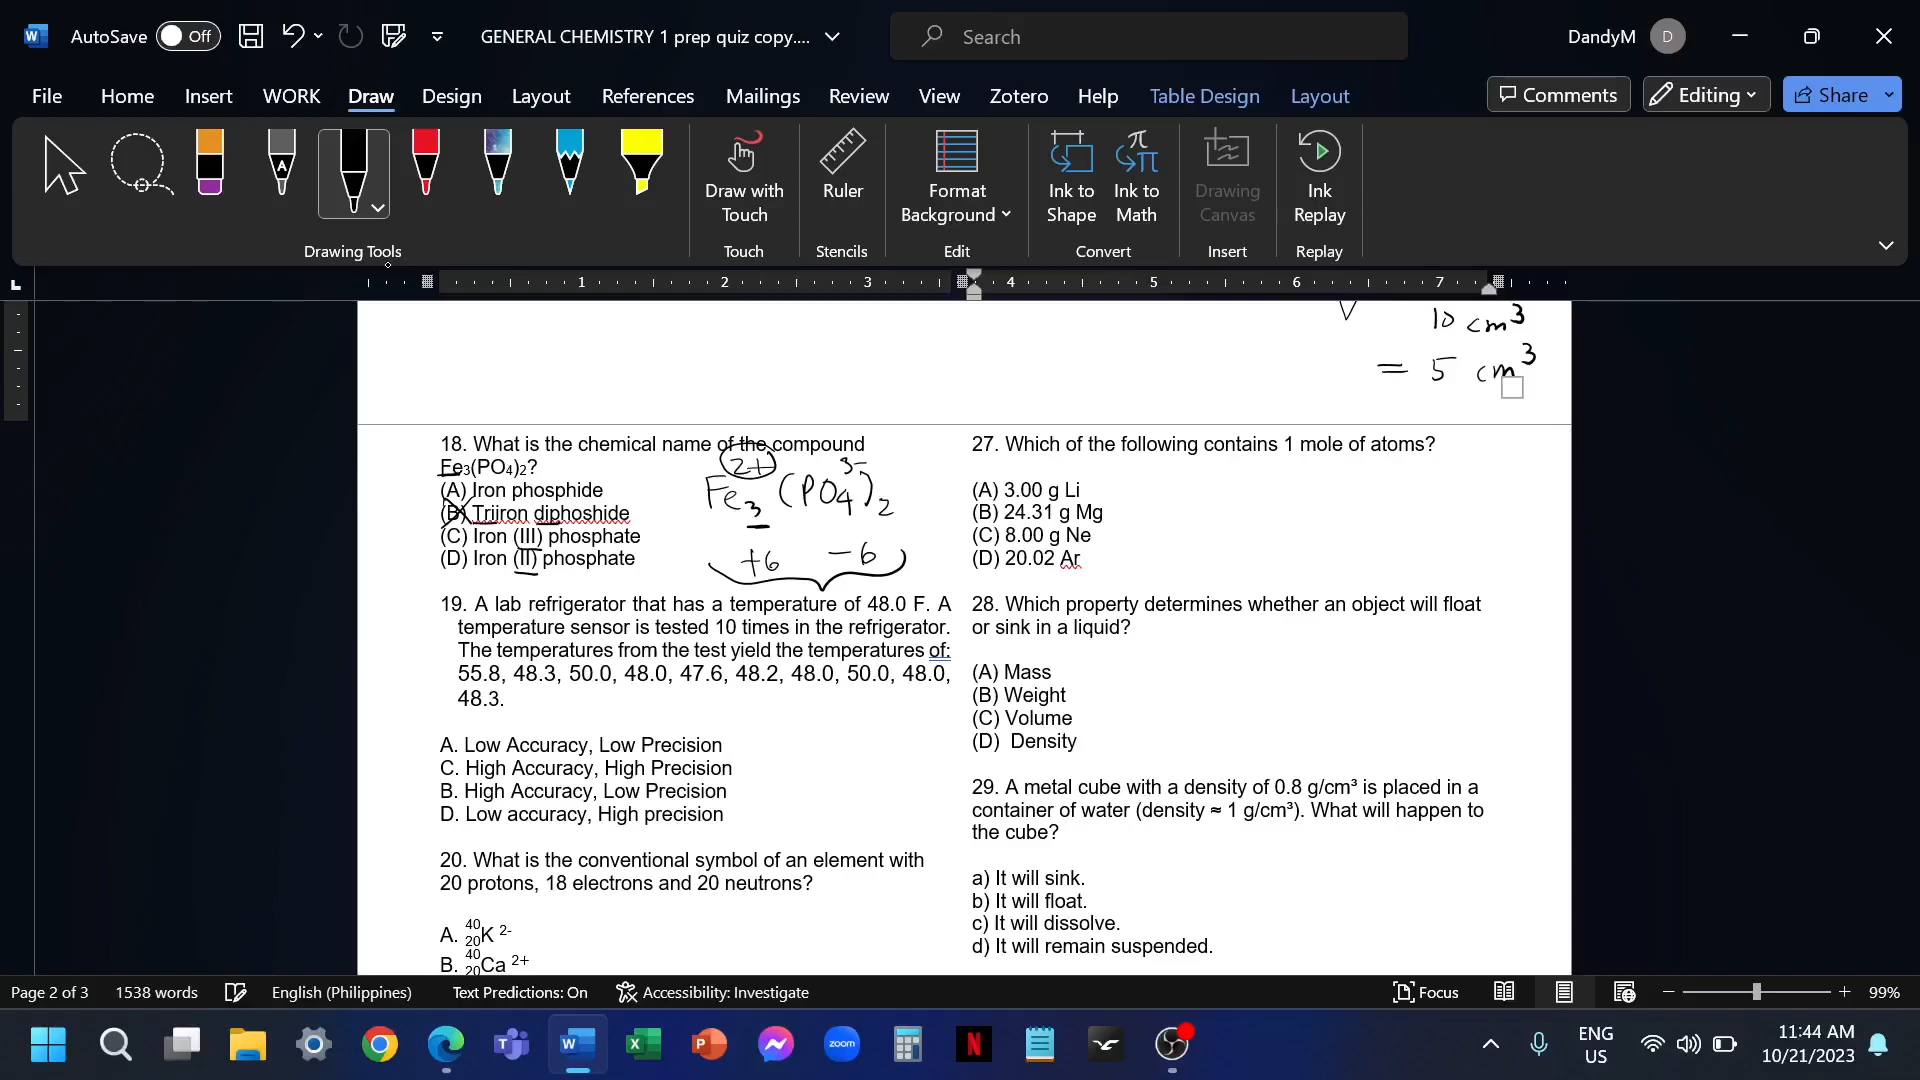 AutoSave Off
GENERAL CHEMISTRY 1 prep quiz copy....
Search
DandyM D
File Home Insert WORK Draw Design Layout References Mailings Review View Zotero Help Table Design Layout
Comments Editing Share
Draw with Touch
Ruler
Format Background
Ink to Shape
Ink to Math
Drawing Canvas
Ink Replay
Drawing Tools Touch Stencils Edit Convert Insert Replay
1 2 3 4 5 6 7
10 cm³
= 5 cm³
18. What is the chemical name of the compound
Fe₃(PO₄)₂?
(A) Iron phosphide
(B) Triiron diphoshide
(C) Iron (III) phosphate
(D) Iron (II) phosphate
2+ 3-
Fe₃ (PO₄)₂
+6 -6
19. A lab refrigerator that has a temperature of 48.0 F. A
temperature sensor is tested 10 times in the refrigerator.
The temperatures from the test yield the temperatures of:
55.8, 48.3, 50.0, 48.0, 47.6, 48.2, 48.0, 50.0, 48.0,
48.3.
A. Low Accuracy, Low Precision
C. High Accuracy, High Precision
B. High Accuracy, Low Precision
D. Low accuracy, High precision
20. What is the conventional symbol of an element with
20 protons, 18 electrons and 20 neutrons?
A. ⁴⁰₂₀K ²⁻
B. ⁴⁰₂₀Ca ²⁺
27. Which of the following contains 1 mole of atoms?
(A) 3.00 g Li
(B) 24.31 g Mg
(C) 8.00 g Ne
(D) 20.02 Ar
28. Which property determines whether an object will float
or sink in a liquid?
(A) Mass
(B) Weight
(C) Volume
(D) Density
29. A metal cube with a density of 0.8 g/cm³ is placed in a
container of water (density ≈ 1 g/cm³). What will happen to
the cube?
a) It will sink.
b) It will float.
c) It will dissolve.
d) It will remain suspended.
Page 2 of 3 1538 words English (Philippines) Text Predictions: On Accessibility: Investigate Focus 99%
zoom
ENG
US
11:44 AM
10/21/2023